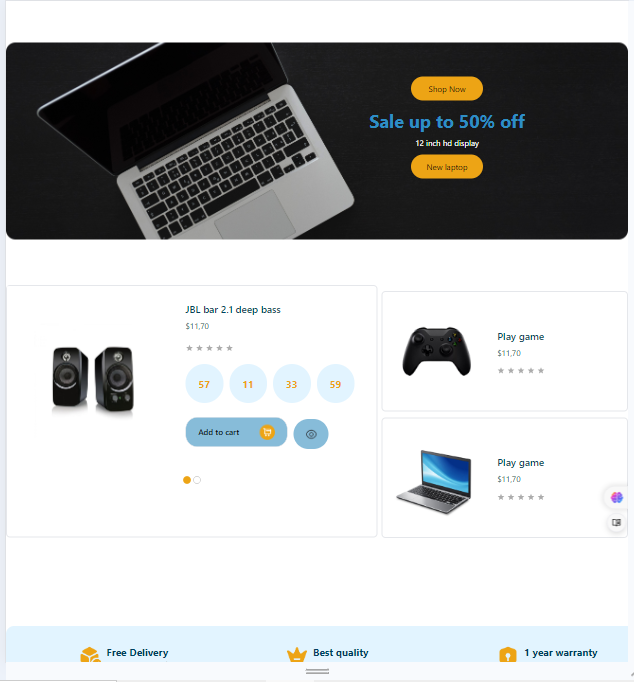 Shop Now
Sale up to 50% off
12 inch hd display
New laptop
JBL bar 2.1 deep bass
$11,70
57 11 33 59
Add to cart
Play game
$11,70
Play game
$11,70
Free Delivery
Best quality
1 year warranty